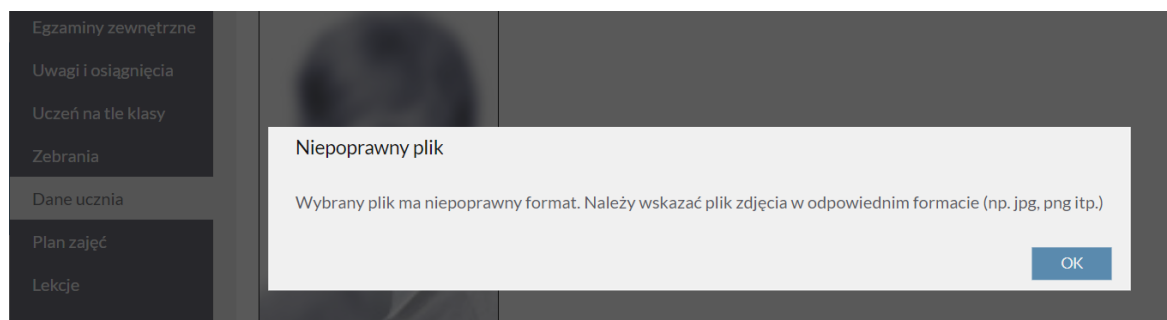 Egzaminy zewnętrzne
Uwagi i osiągnięcia
Uczeń na tle klasy
Zebrania
Dane ucznia
Plan zajęć
Lekcje
Niepoprawny plik
Wybrany plik ma niepoprawny format. Należy wskazać plik zdjęcia w odpowiednim formacie (np. jpg, png itp.)
OK